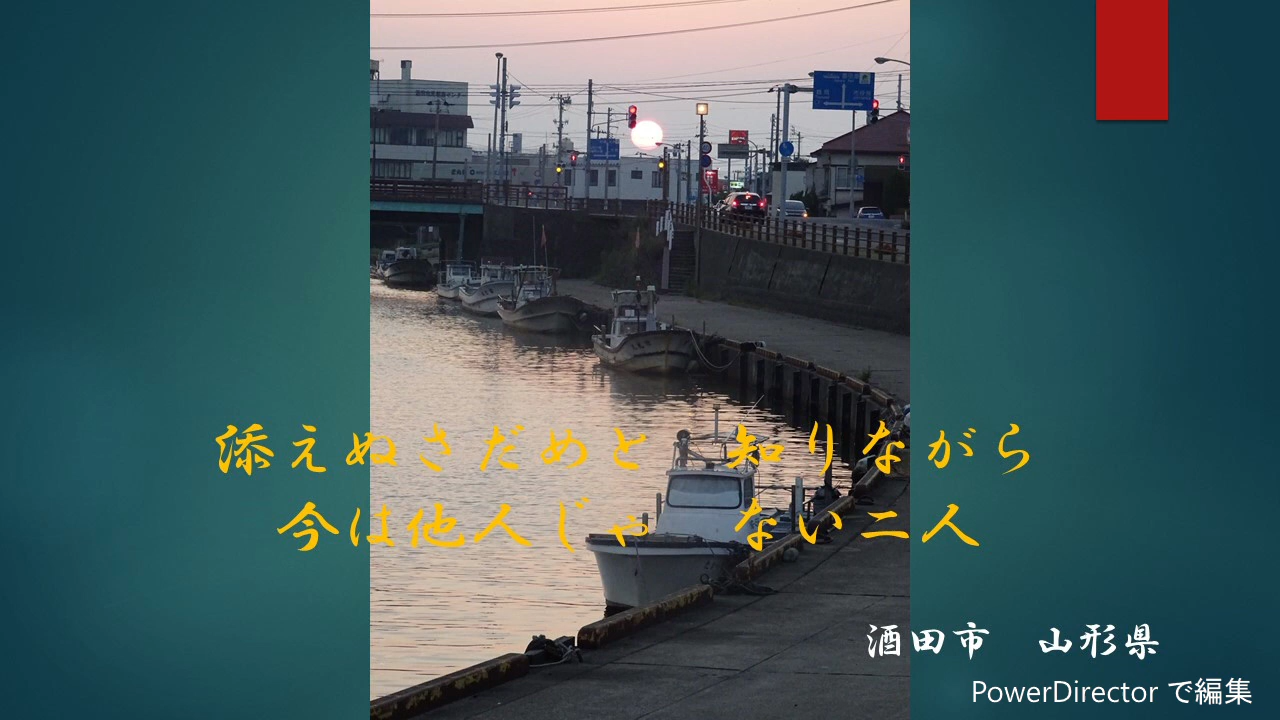 添えぬさだめと　知りながら
今は他人じゃ　ない二人
酒田市　山形県
PowerDirector で編集